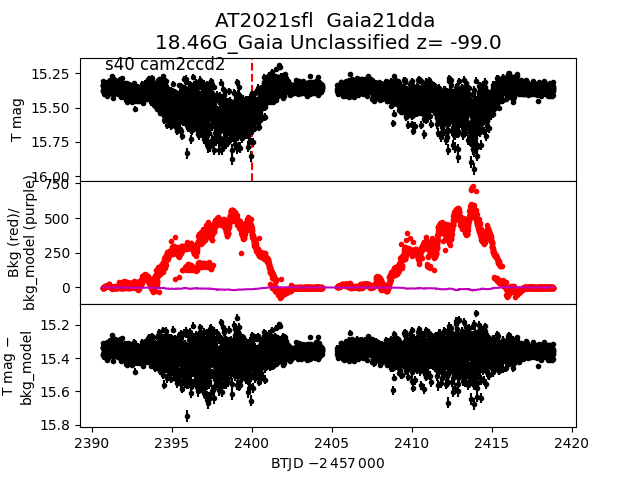 AT2021sfl  Gaia21dda
18.46G_Gaia Unclassified z= -99.0
s40 cam2ccd2
15.25
15.50
15.75
16.00
T mag
750
500
250
0
Bkg (red)/
bkg_model (purple)
15.2
15.4
15.6
15.8
T mag −
bkg_model
2390 2395 2400 2405 2410 2415 2420
BTJD −2 457 000